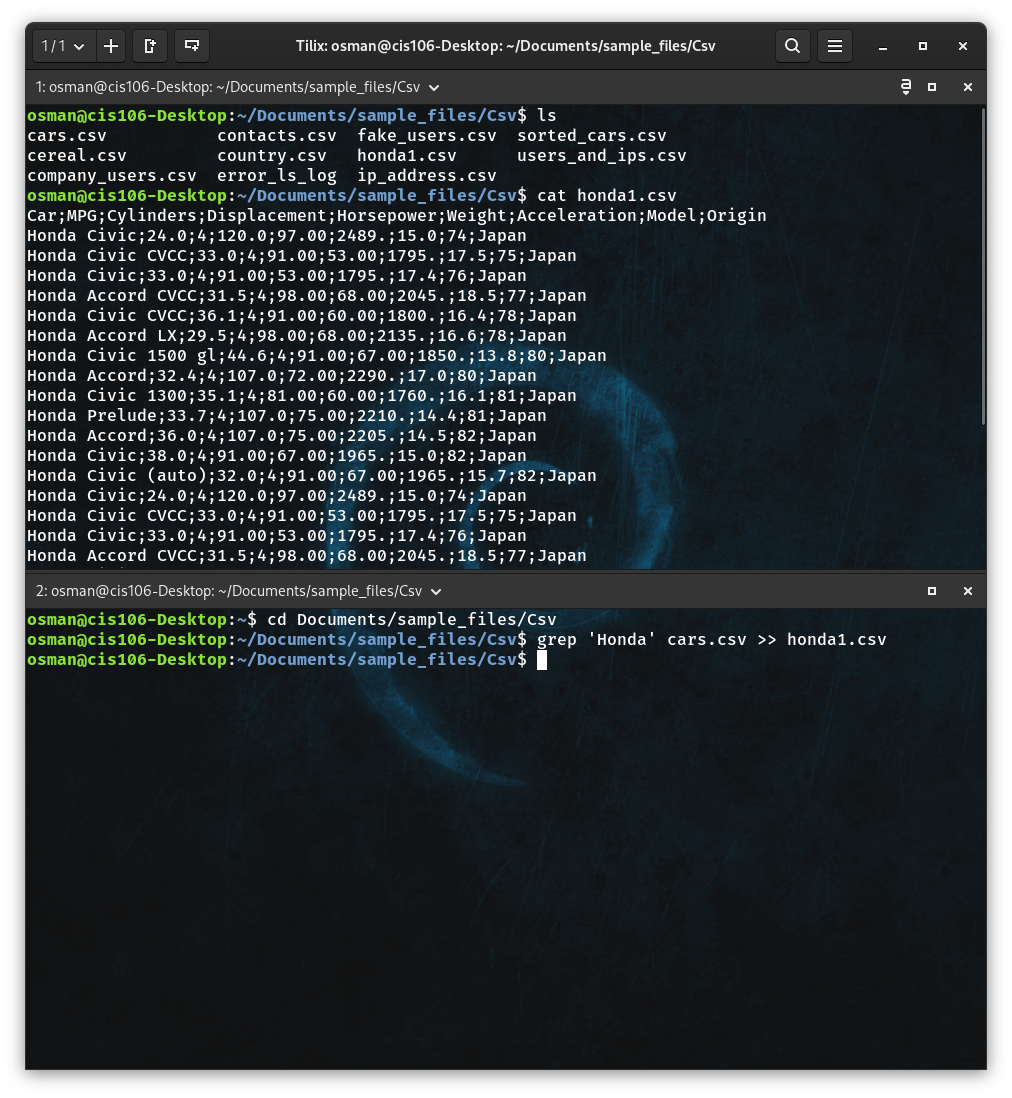 1 / 1
Tilix: osman@cis106-Desktop: ~/Documents/sample_files/Csv
1: osman@cis106-Desktop: ~/Documents/sample_files/Csv
osman@cis106-Desktop:~/Documents/sample_files/Csv$ ls
cars.csv contacts.csv fake_users.csv sorted_cars.csv
cereal.csv country.csv honda1.csv users_and_ips.csv
company_users.csv error_ls_log ip_address.csv
osman@cis106-Desktop:~/Documents/sample_files/Csv$ cat honda1.csv
Car;MPG;Cylinders;Displacement;Horsepower;Weight;Acceleration;Model;Origin
Honda Civic;24.0;4;120.0;97.00;2489.;15.0;74;Japan
Honda Civic CVCC;33.0;4;91.00;53.00;1795.;17.5;75;Japan
Honda Civic;33.0;4;91.00;53.00;1795.;17.4;76;Japan
Honda Accord CVCC;31.5;4;98.00;68.00;2045.;18.5;77;Japan
Honda Civic CVCC;36.1;4;91.00;60.00;1800.;16.4;78;Japan
Honda Accord LX;29.5;4;98.00;68.00;2135.;16.6;78;Japan
Honda Civic 1500 gl;44.6;4;91.00;67.00;1850.;13.8;80;Japan
Honda Accord;32.4;4;107.0;72.00;2290.;17.0;80;Japan
Honda Civic 1300;35.1;4;81.00;60.00;1760.;16.1;81;Japan
Honda Prelude;33.7;4;107.0;75.00;2210.;14.4;81;Japan
Honda Accord;36.0;4;107.0;75.00;2205.;14.5;82;Japan
Honda Civic;38.0;4;91.00;67.00;1965.;15.0;82;Japan
Honda Civic (auto);32.0;4;91.00;67.00;1965.;15.7;82;Japan
Honda Civic;24.0;4;120.0;97.00;2489.;15.0;74;Japan
Honda Civic CVCC;33.0;4;91.00;53.00;1795.;17.5;75;Japan
Honda Civic;33.0;4;91.00;53.00;1795.;17.4;76;Japan
Honda Accord CVCC;31.5;4;98.00;68.00;2045.;18.5;77;Japan
2: osman@cis106-Desktop: ~/Documents/sample_files/Csv
osman@cis106-Desktop:~$ cd Documents/sample_files/Csv
osman@cis106-Desktop:~/Documents/sample_files/Csv$ grep 'Honda' cars.csv >> honda1.csv
osman@cis106-Desktop:~/Documents/sample_files/Csv$